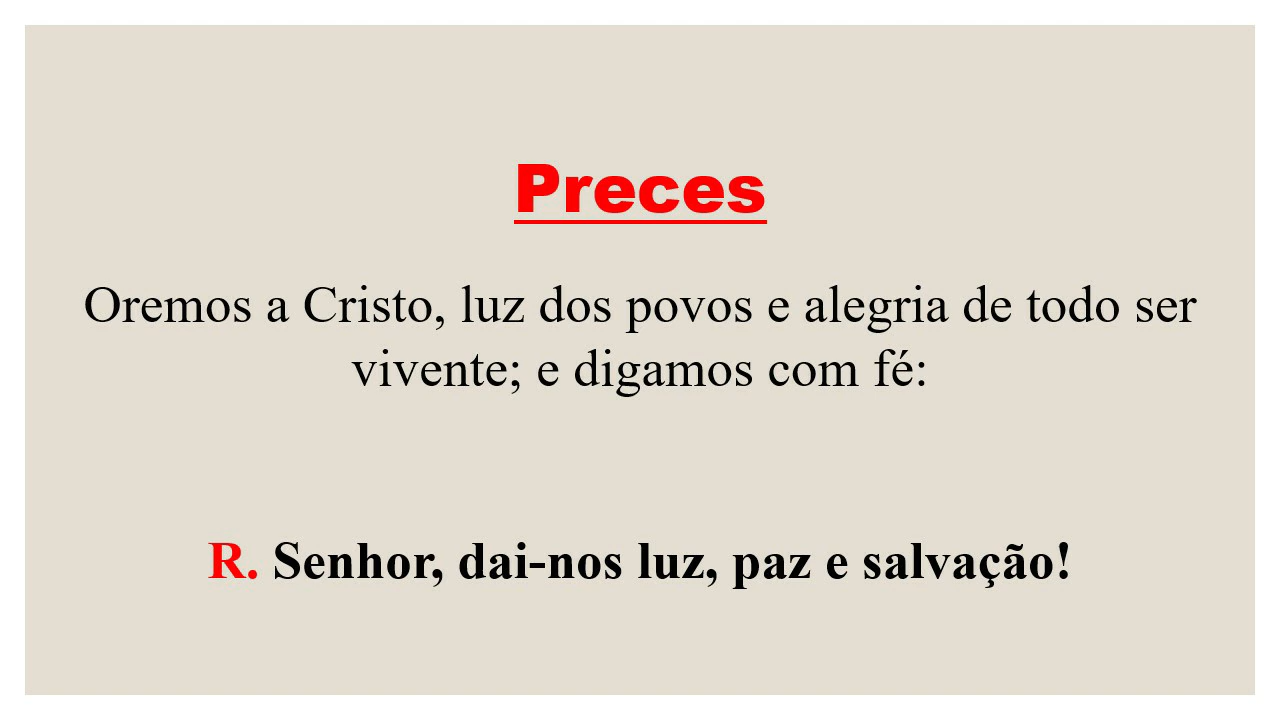 Preces
Oremos a Cristo, luz dos povos e alegria de todo ser
vivente; e digamos com fé:
R. Senhor, dai-nos luz, paz e salvação!